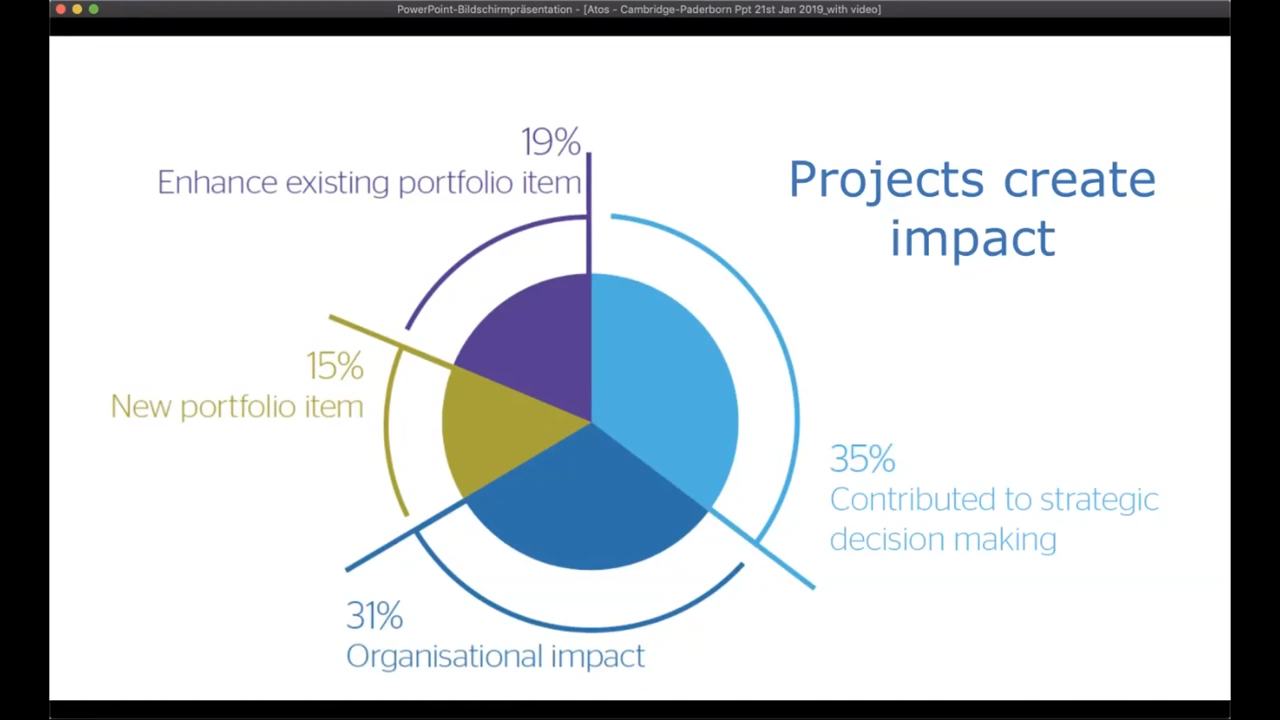 PowerPoint-Bildschirmpräsentation - [Atos - Cambridge-Paderborn Ppt 21st Jan 2019_with video]
Projects create
impact
19%
Enhance existing portfolio item
15%
New portfolio item
35%
Contributed to strategic
decision making
31%
Organisational impact